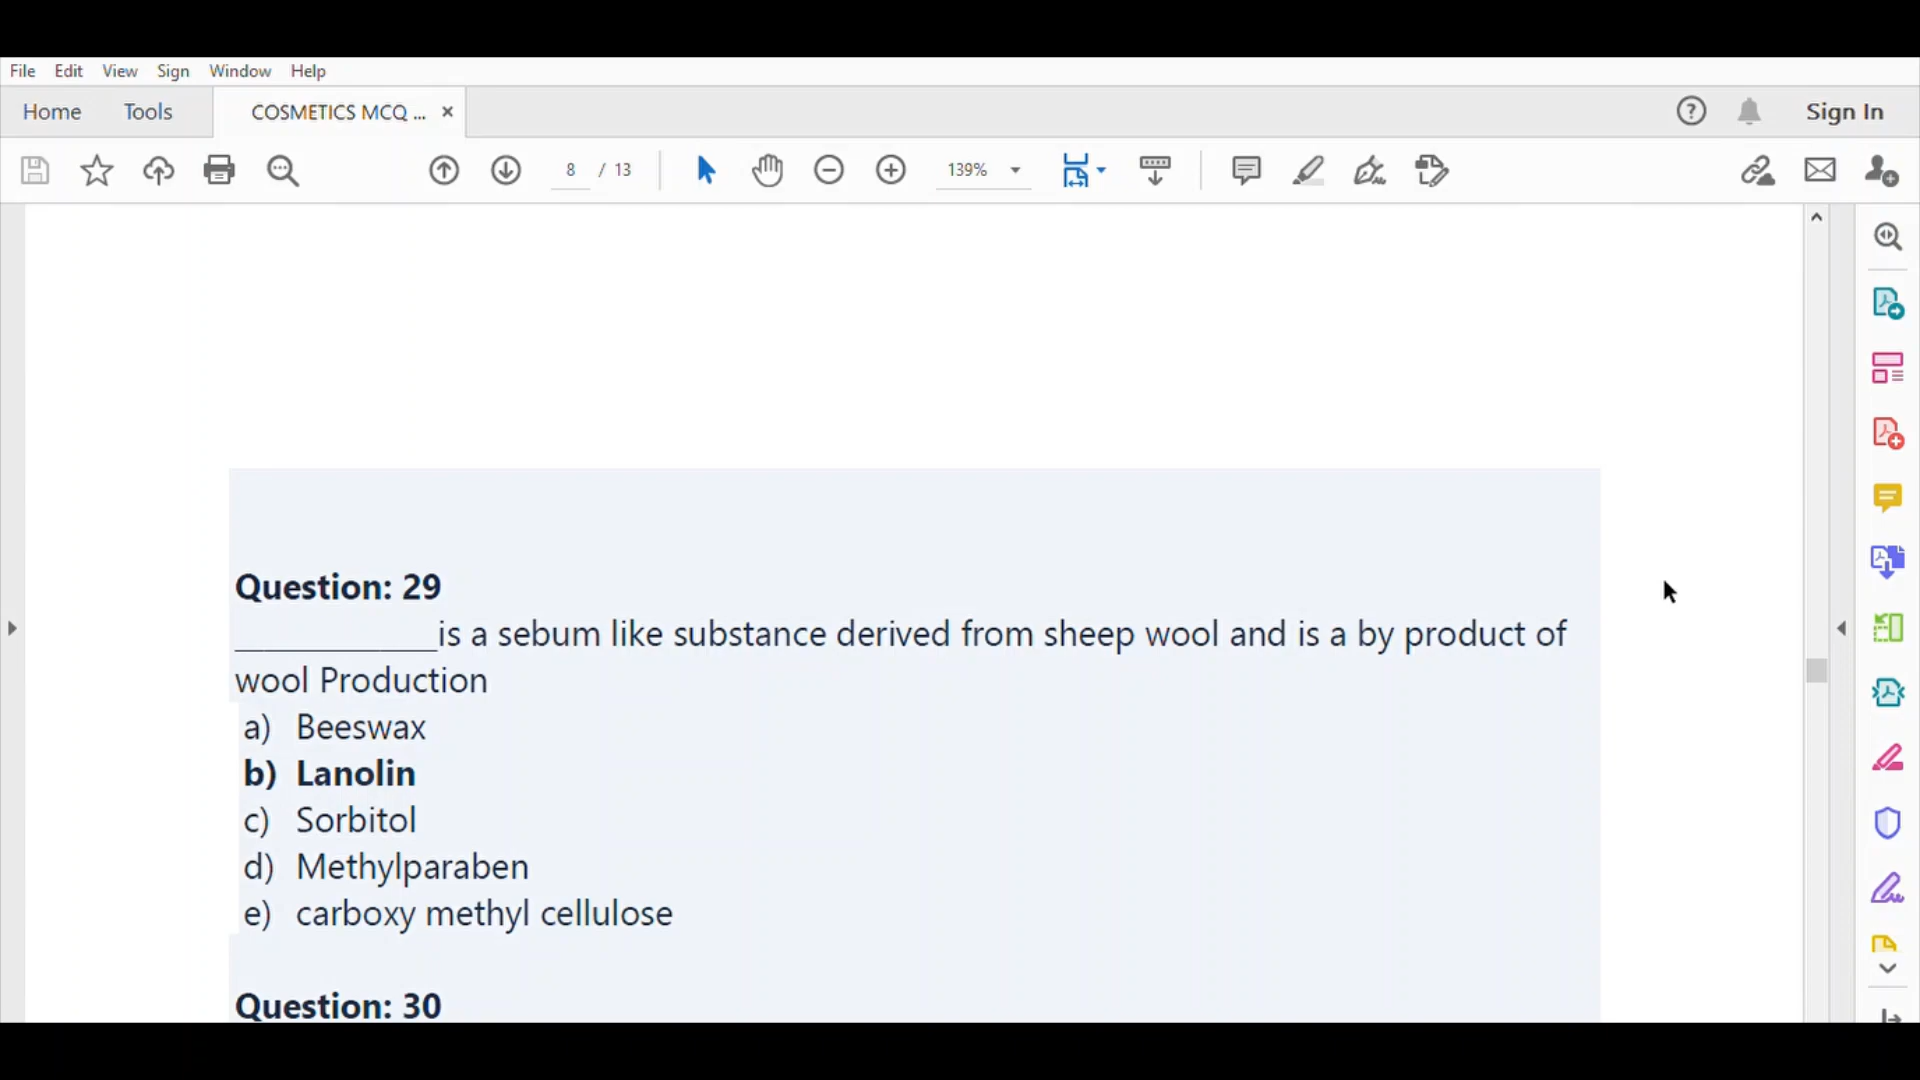 File Edit View Sign Window Help
Home Tools COSMETICS MCQ ... × Sign In
8 / 13 139%
Question: 29
____________is a sebum like substance derived from sheep wool and is a by product of
wool Production
a) Beeswax
b) Lanolin
c) Sorbitol
d) Methylparaben
e) carboxy methyl cellulose
Question: 30